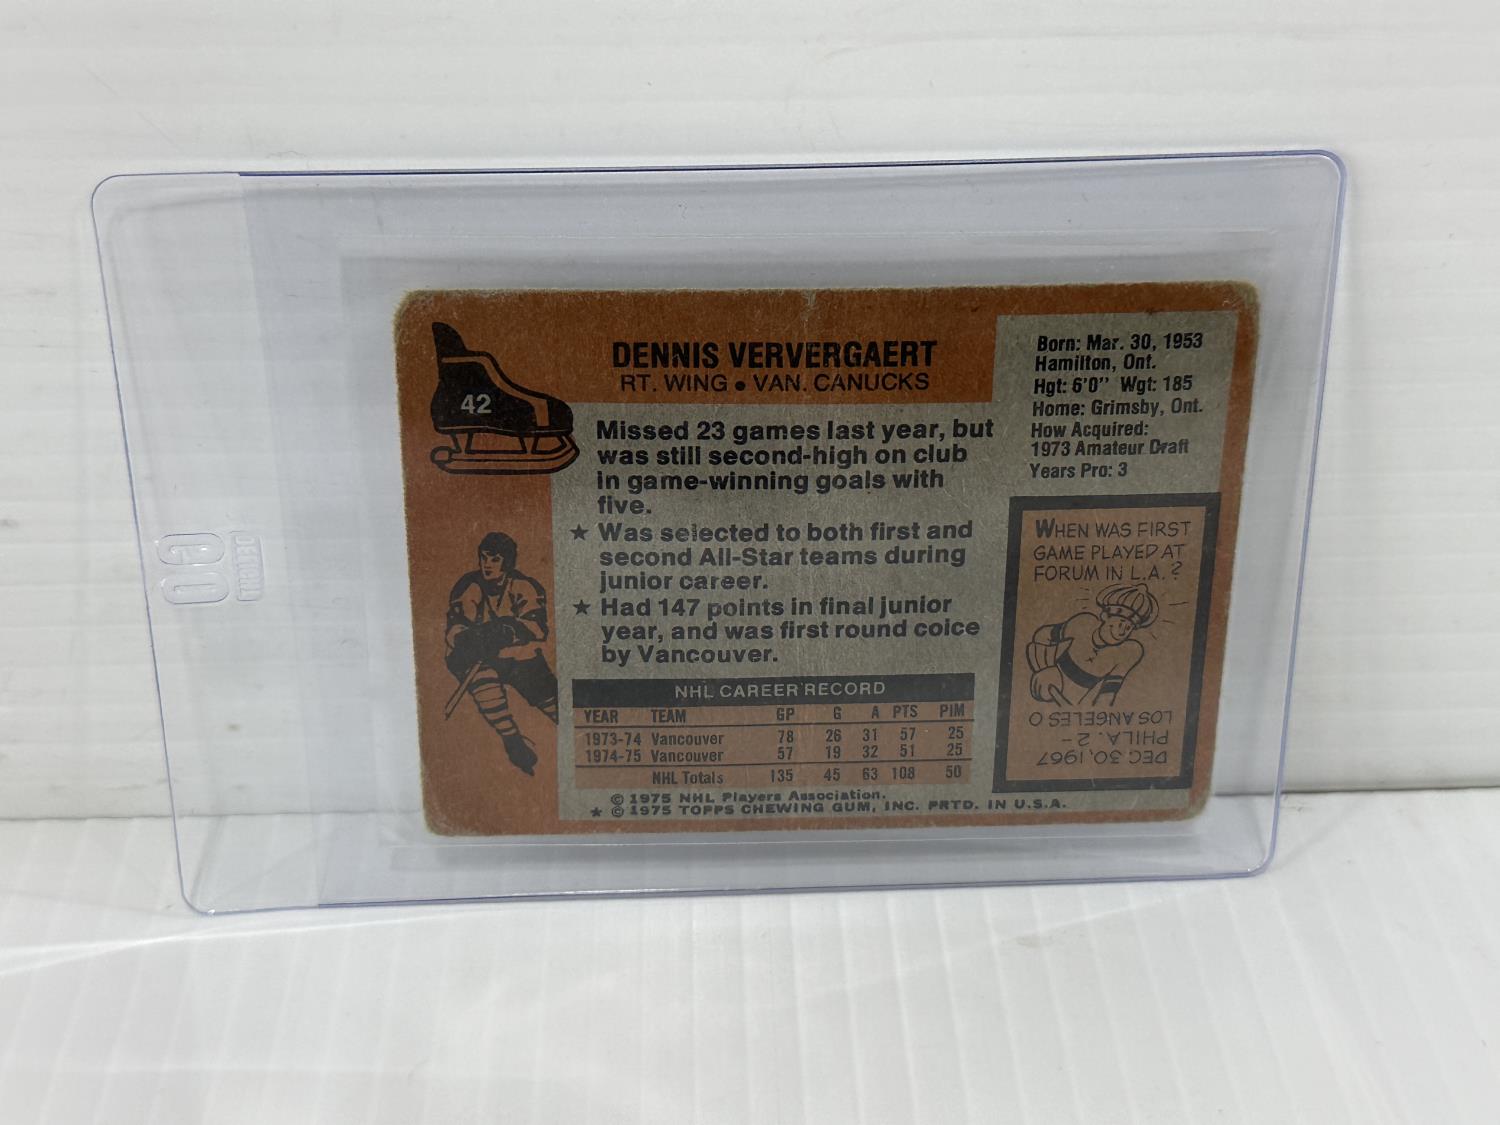 42
DENNIS VERVERGAERT
RT. WING • VAN. CANUCKS
Missed 23 games last year, but
was still second-high on club
in game-winning goals with
five.
★ Was selected to both first and
second All-Star teams during
junior career.
★ Had 147 points in final junior
year, and was first round coice
by Vancouver.
NHL CAREER RECORD
YEAR TEAM GP G A PTS PIM
1973-74 Vancouver 78 26 31 57 25
1974-75 Vancouver 57 19 32 51 25
NHL Totals 135 45 63 108 50
© 1975 NHL Players Association.
★ © 1975 TOPPS CHEWING GUM, INC. PRTD. IN U.S.A.
Born: Mar. 30, 1953
Hamilton, Ont.
Hgt: 6'0" Wgt: 185
Home: Grimsby, Ont.
How Acquired:
1973 Amateur Draft
Years Pro: 3
WHEN WAS FIRST
GAME PLAYED AT
FORUM IN L.A.?
DEC. 30, 1967
PHILA. 2 –
LOS ANGELES 0